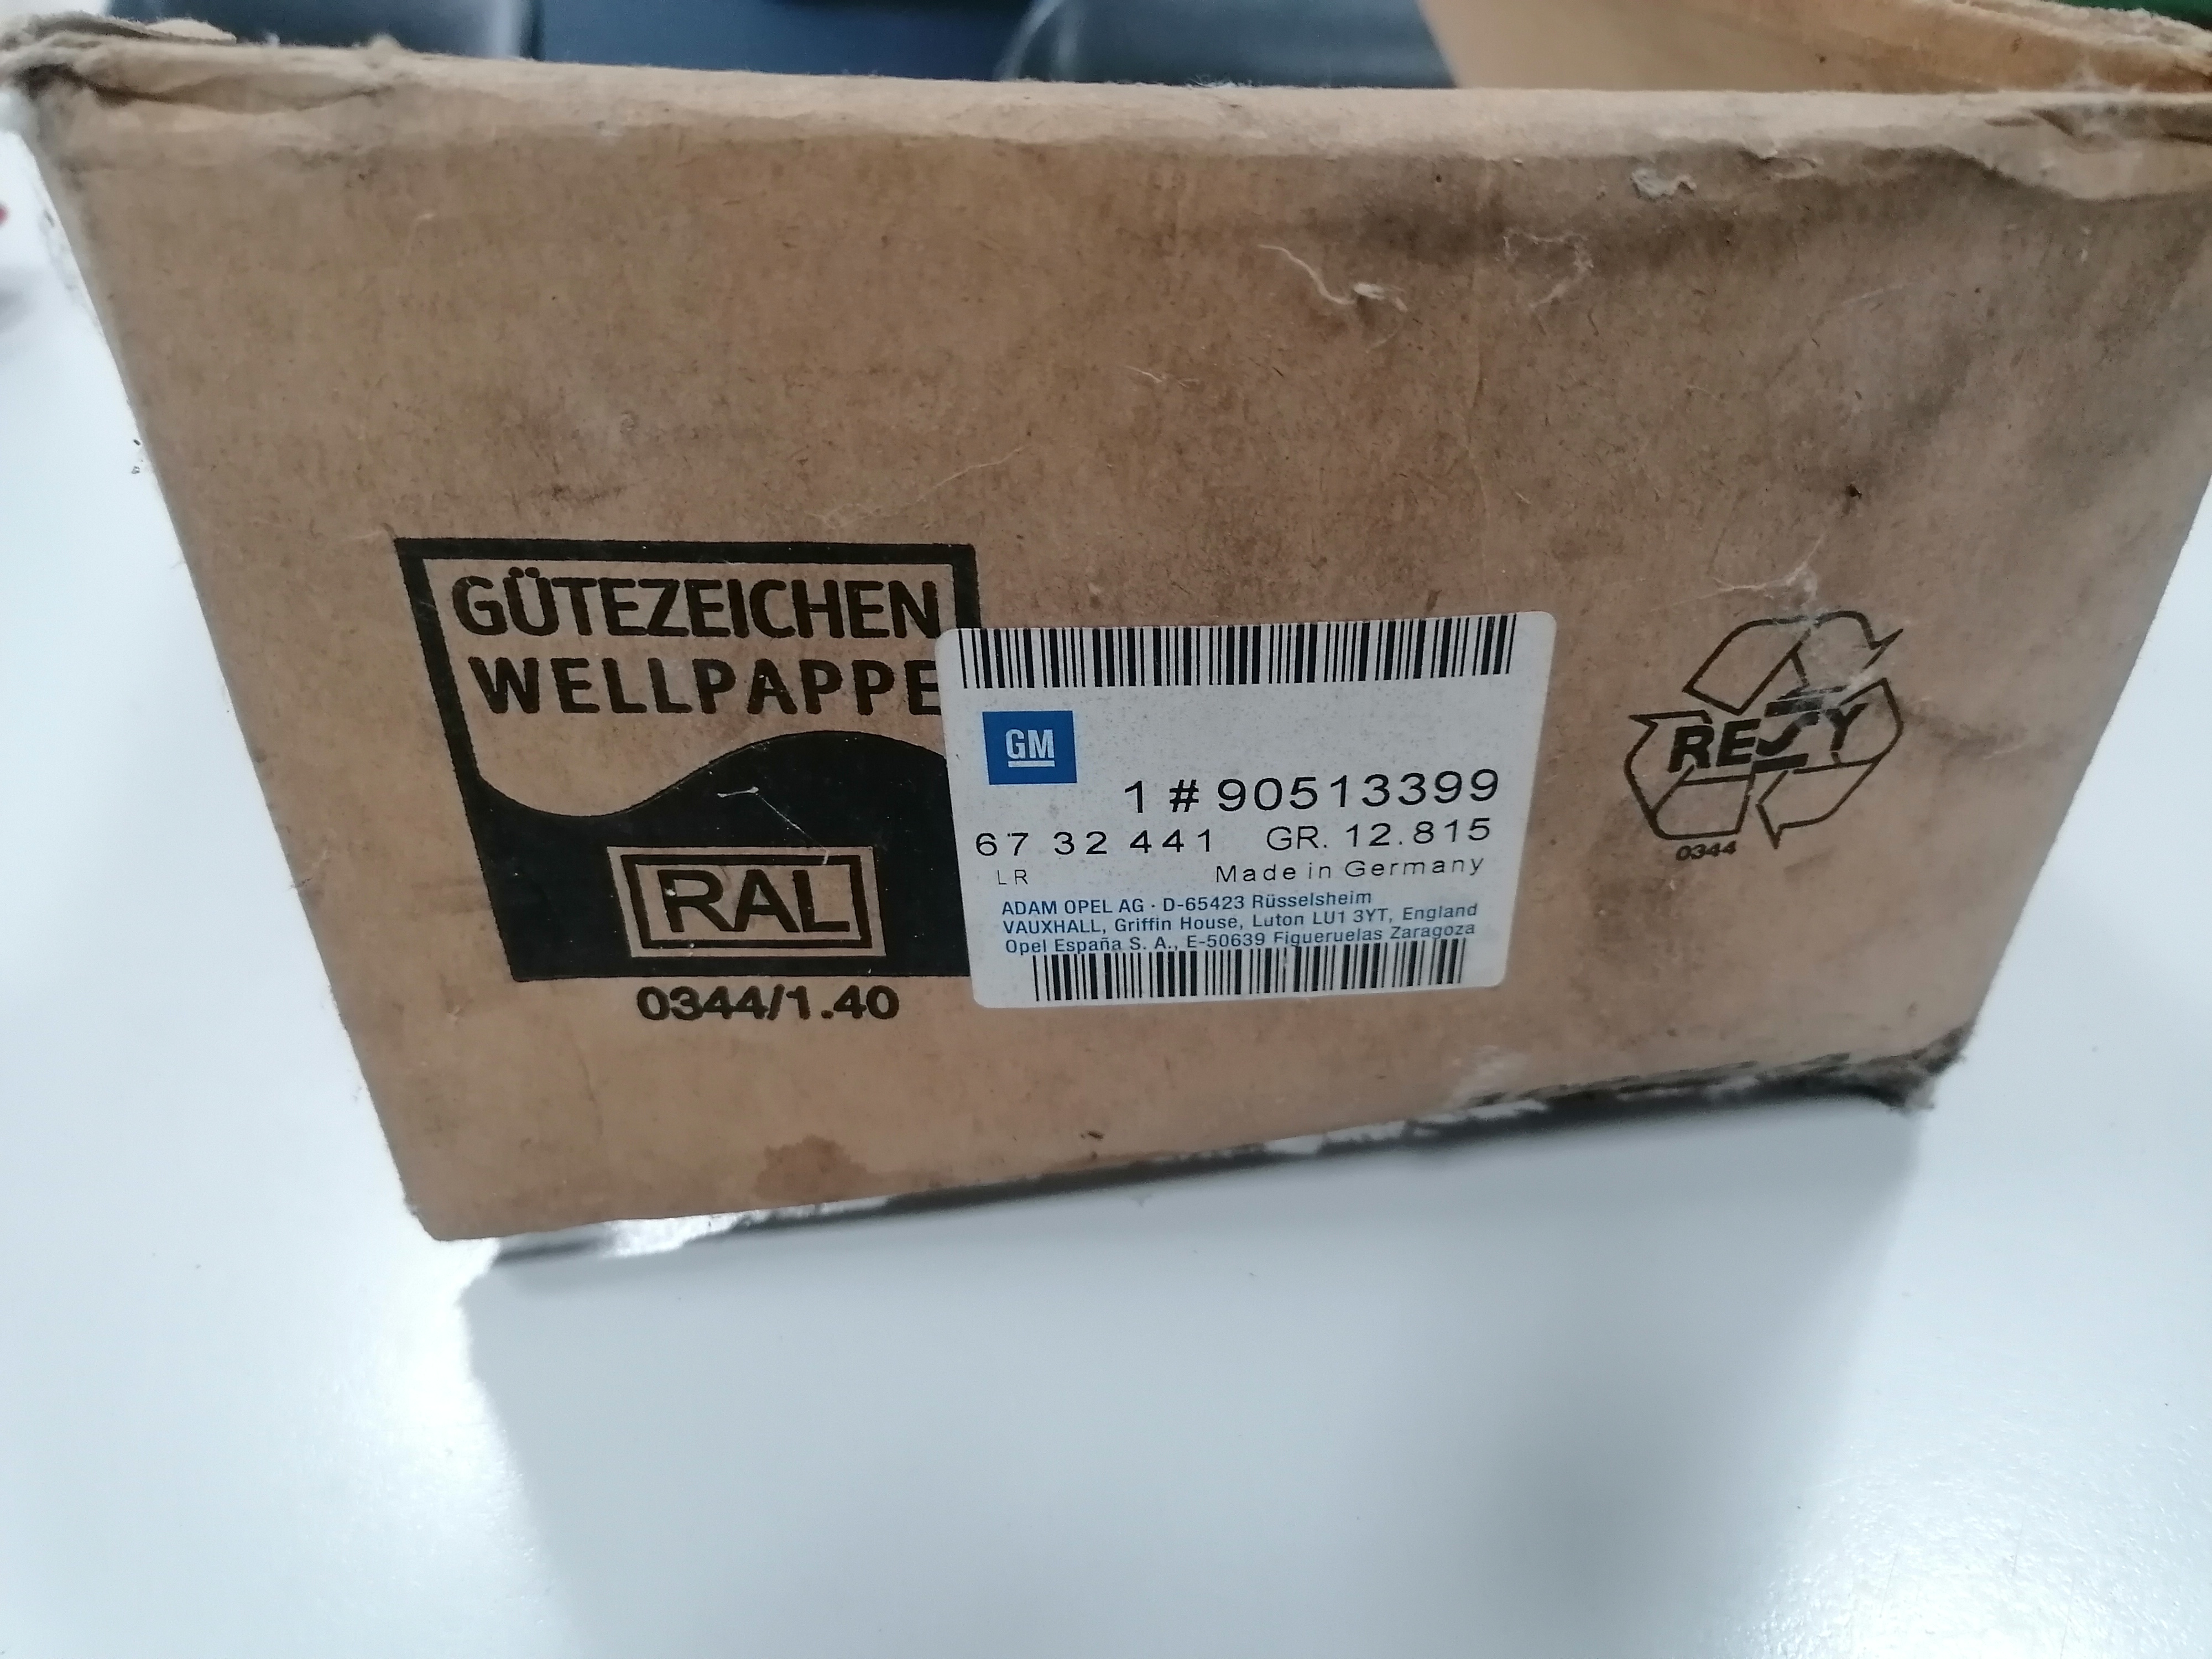 GÜTEZEICHEN
WELLPAPPE
RAL
0344/1.40
GM
1 # 90513399
67 32 441 GR. 12.815
LR Made in Germany
ADAM OPEL AG · D-65423 Rüsselsheim
VAUXHALL, Griffin House, Luton LU1 3YT, England
Opel España S. A., E-50639 Figueruelas Zaragoza
RESY
0344